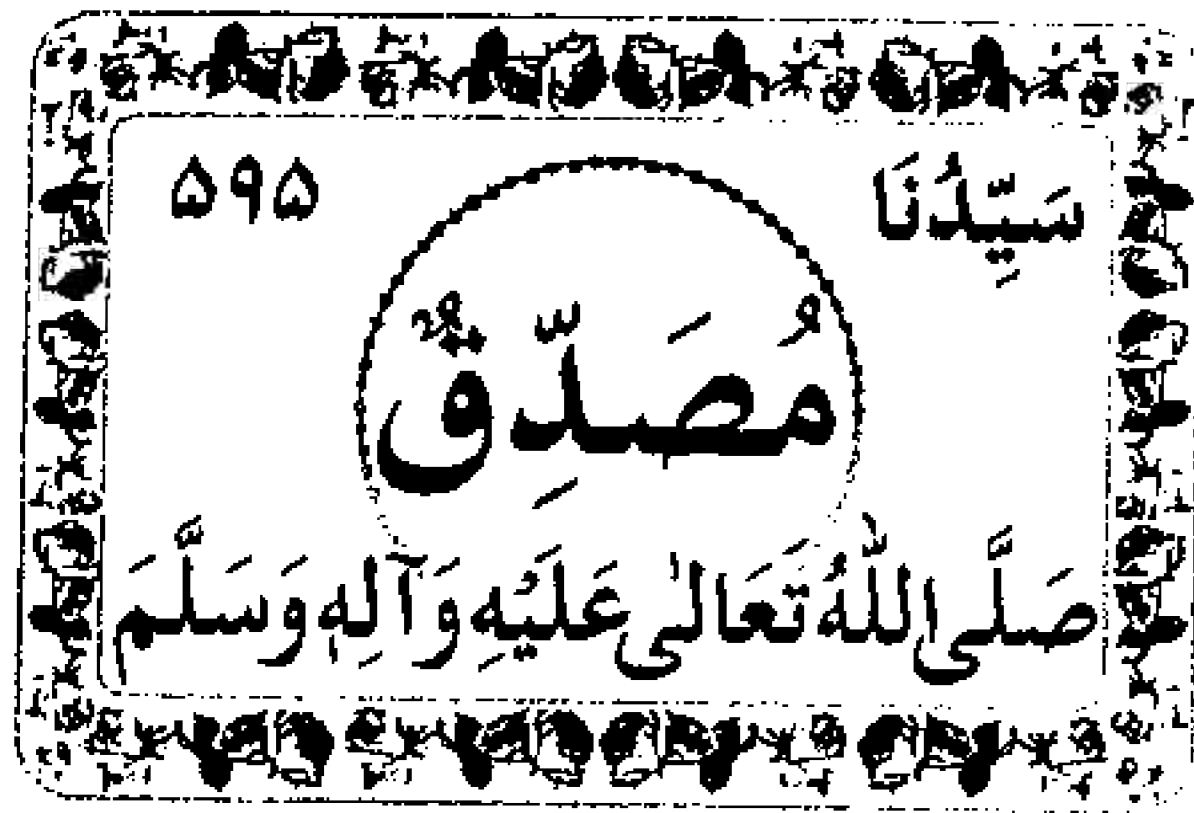 سَيِّدُنَا ۵۹۵
مُصَدِّقٌ
صَلَّى اللّٰهُ تَعَالٰى عَلَيْهِ وَآلِهٖ وَسَلَّمَ